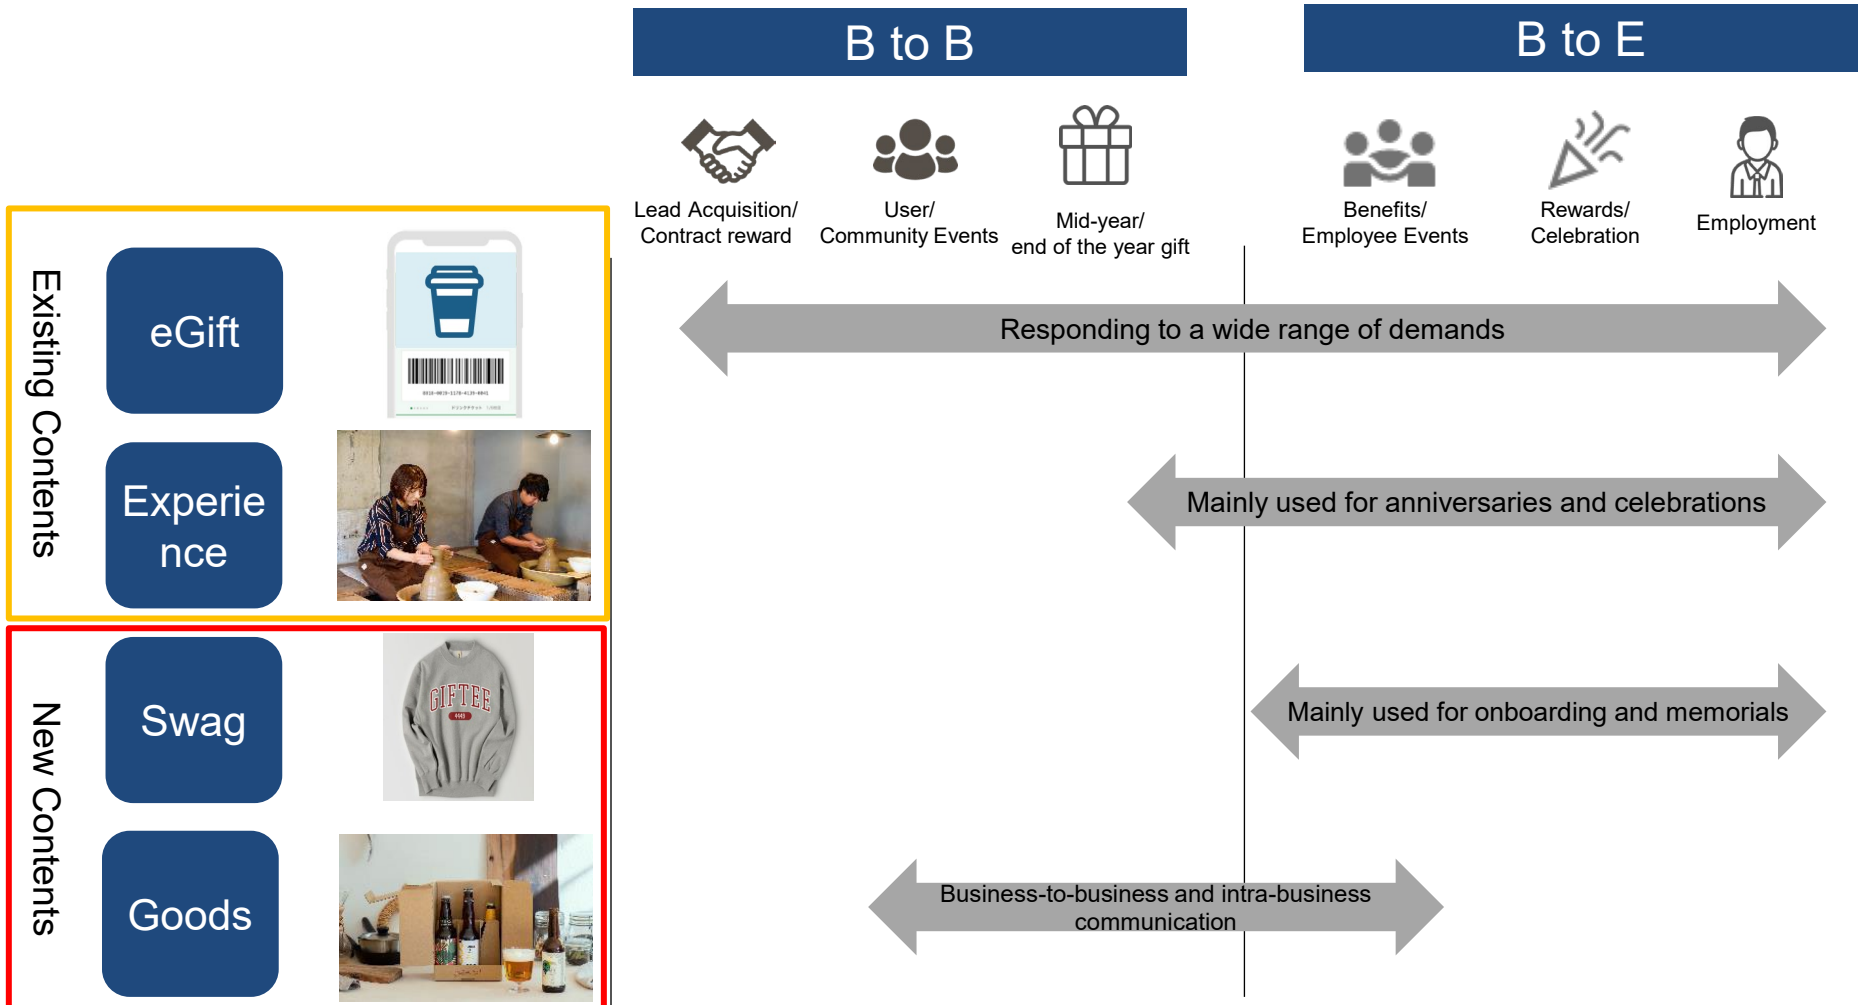 B to B
B to E
Lead Acquisition/
Contract reward
User/
Community Events
Mid-year/
end of the year gift
Benefits/
Employee Events
Rewards/
Celebration
Employment
Existing Contents
eGift
Responding to a wide range of demands
Experie
nce
Mainly used for anniversaries and celebrations
New Contents
Swag
GIFTEE
Mainly used for onboarding and memorials
Goods
Business-to-business and intra-business
communication